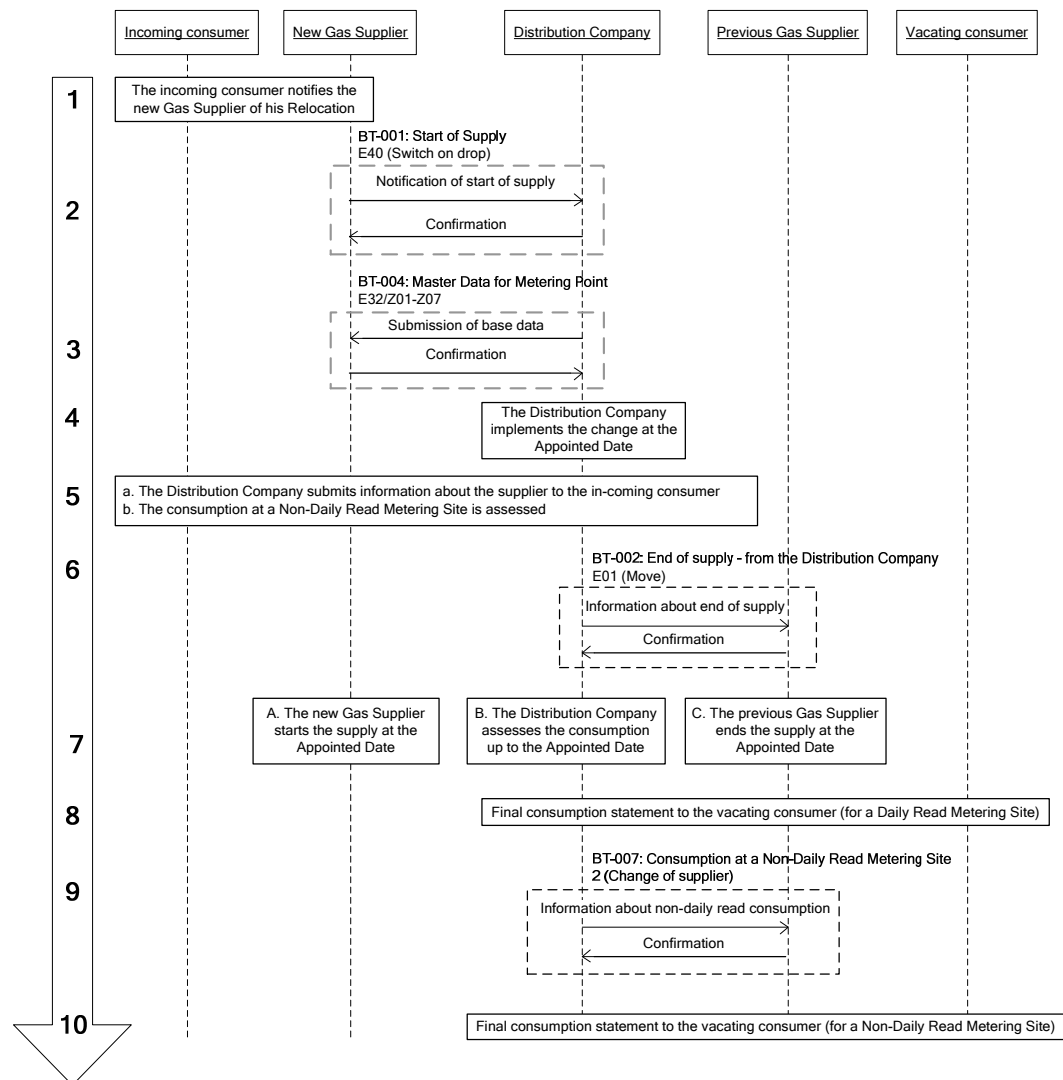 Incoming consumer
New Gas Supplier
Distribution Company
Previous Gas Supplier
Vacating consumer
1
The incoming consumer notifies the
new Gas Supplier of his Relocation
BT-001: Start of Supply
E40 (Switch on drop)
2
Notification of start of supply
Confirmation
BT-004: Master Data for Metering Point
E32/Z01-Z07
3
Submission of base data
Confirmation
4
The Distribution Company
implements the change at the
Appointed Date
5
a. The Distribution Company submits information about the supplier to the in-coming consumer
b. The consumption at a Non-Daily Read Metering Site is assessed
6
BT-002: End of supply - from the Distribution Company
E01 (Move)
Information about end of supply
Confirmation
7
A. The new Gas Supplier
starts the supply at the
Appointed Date
B. The Distribution Company
assesses the consumption
up to the Appointed Date
C. The previous Gas Supplier
ends the supply at the
Appointed Date
8
Final consumption statement to the vacating consumer (for a Daily Read Metering Site)
BT-007: Consumption at a Non-Daily Read Metering Site
2 (Change of supplier)
9
Information about non-daily read consumption
Confirmation
10
Final consumption statement to the vacating consumer (for a Non-Daily Read Metering Site)